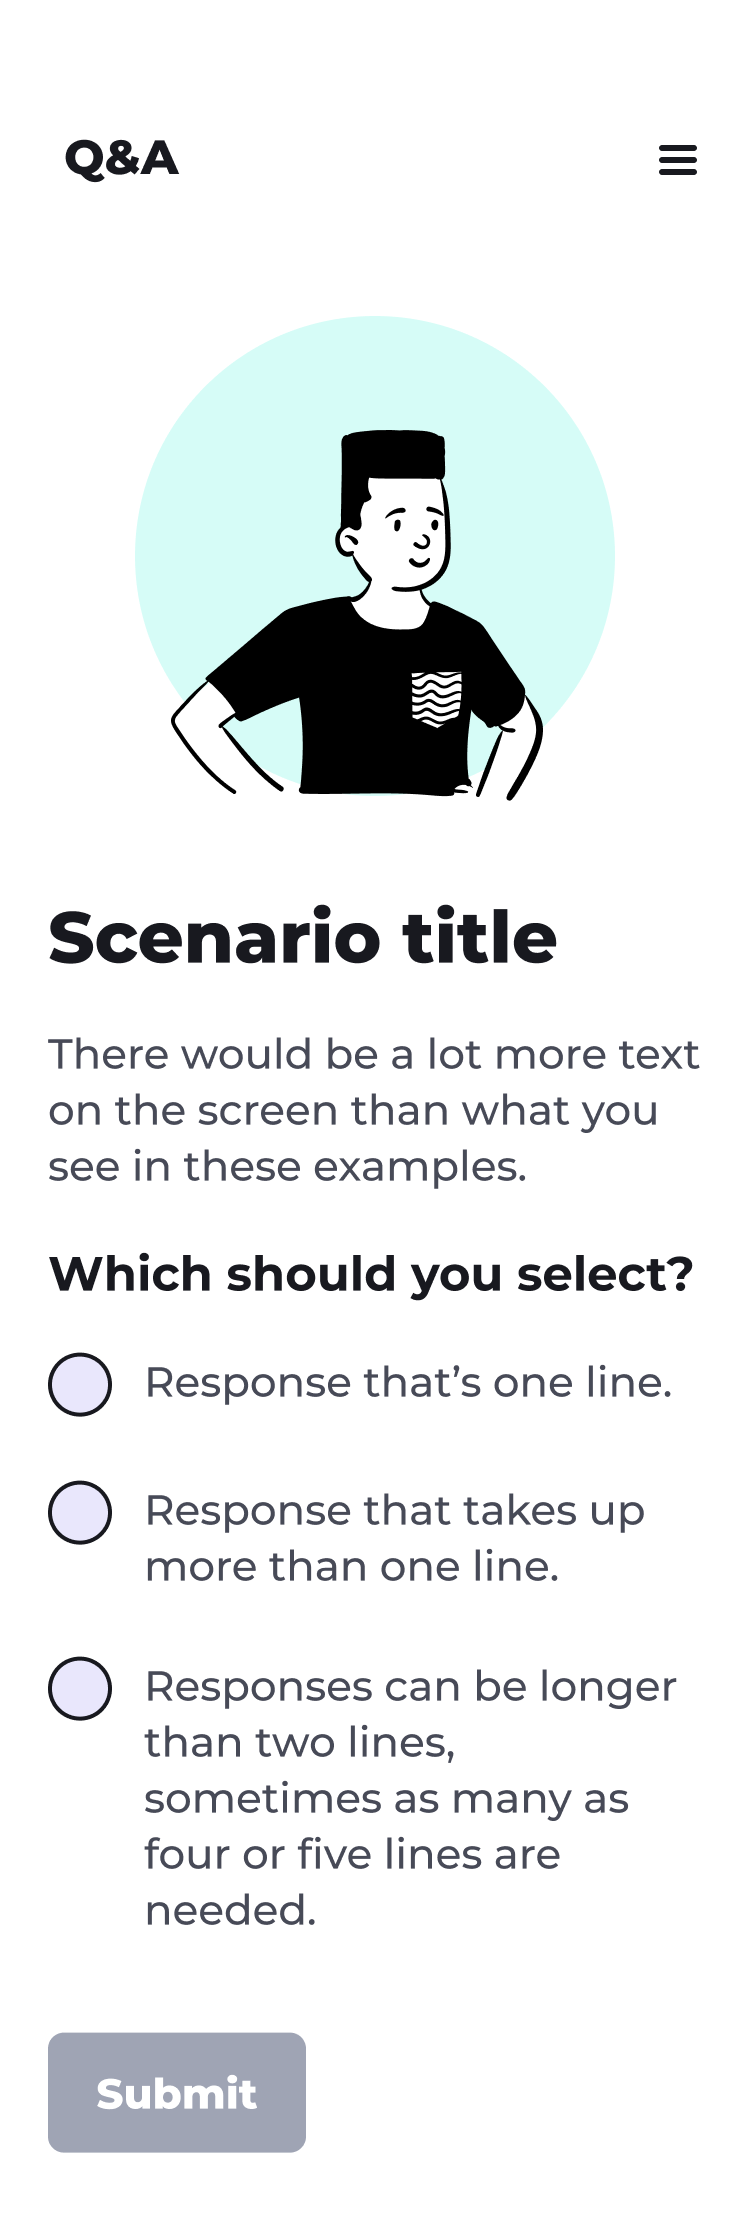 Q&A
Scenario title
There would be a lot more text
on the screen than what you
see in these examples.
Which should you select?
Response that’s one line.
Response that takes up
more than one line.
Responses can be longer
than two lines,
sometimes as many as
four or five lines are
needed.
Submit